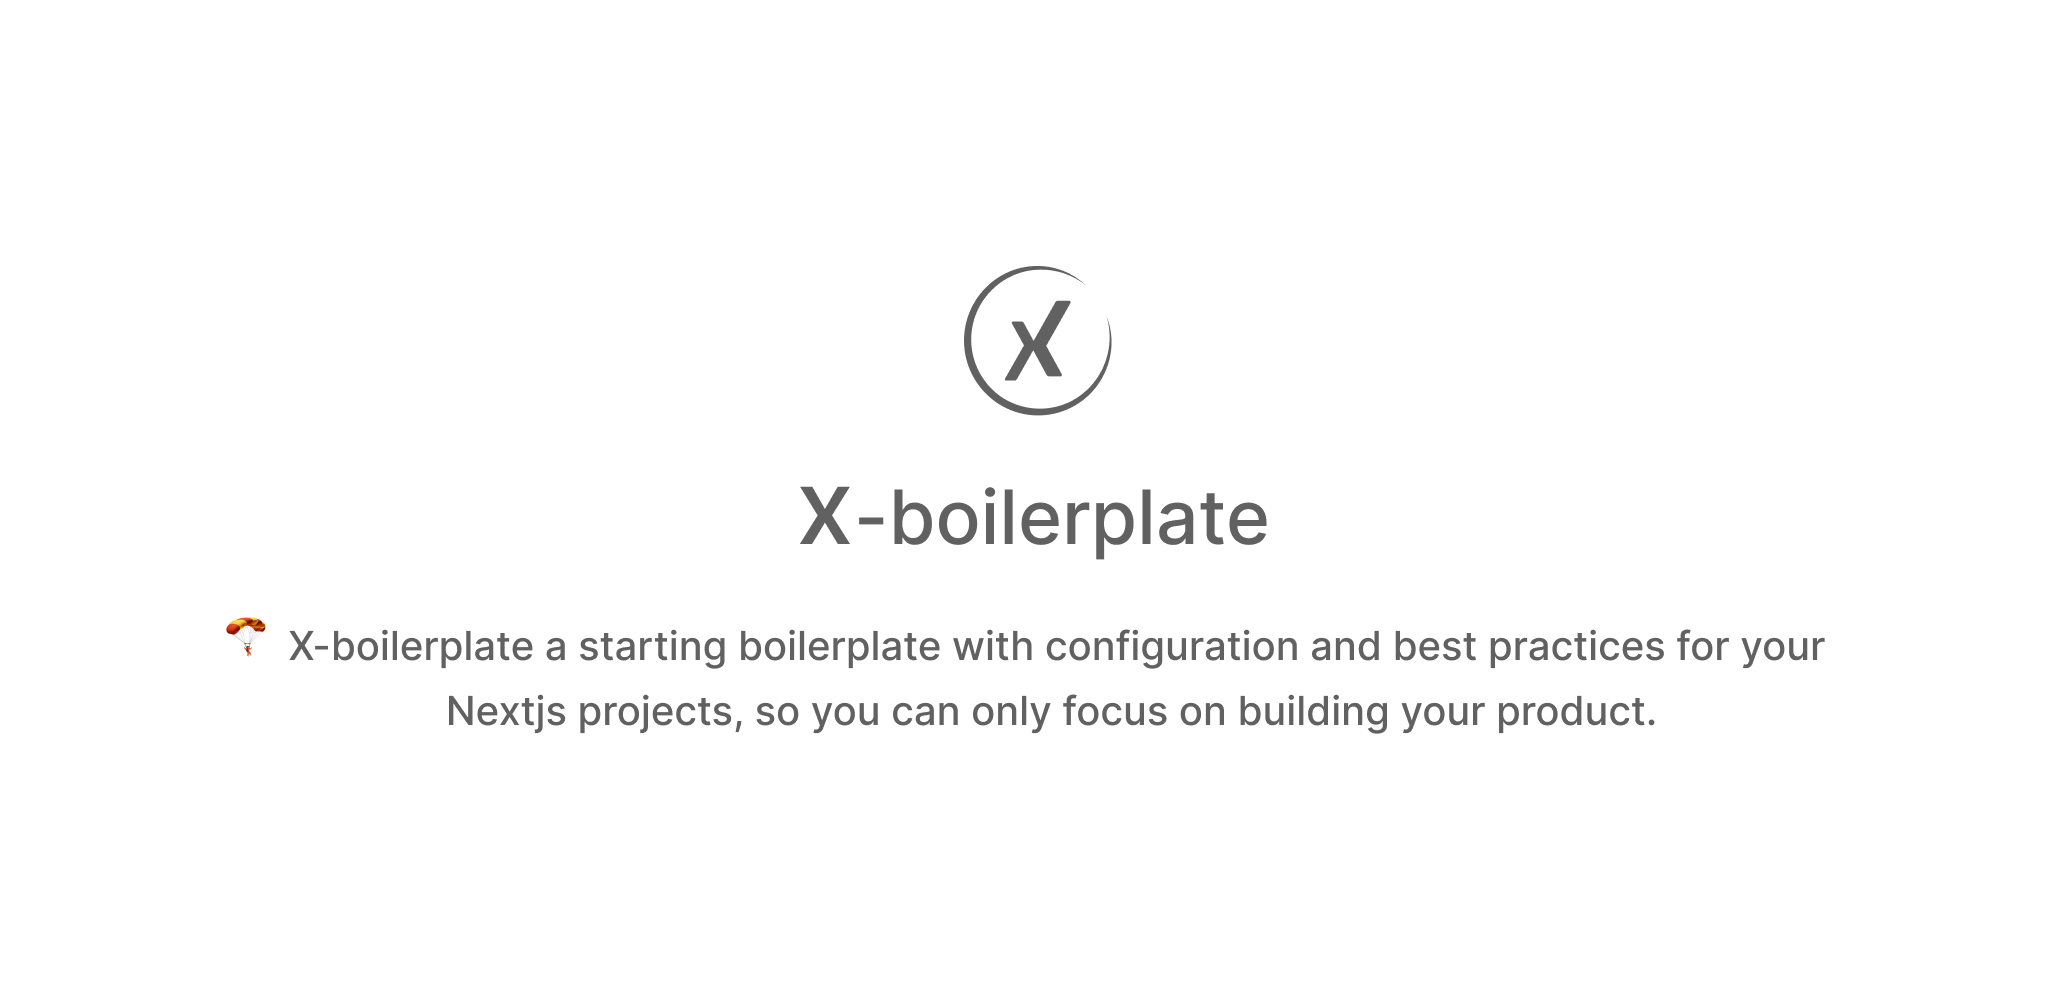 X
X-boilerplate
🪂 X-boilerplate a starting boilerplate with configuration and best practices for your
Nextjs projects, so you can only focus on building your product.